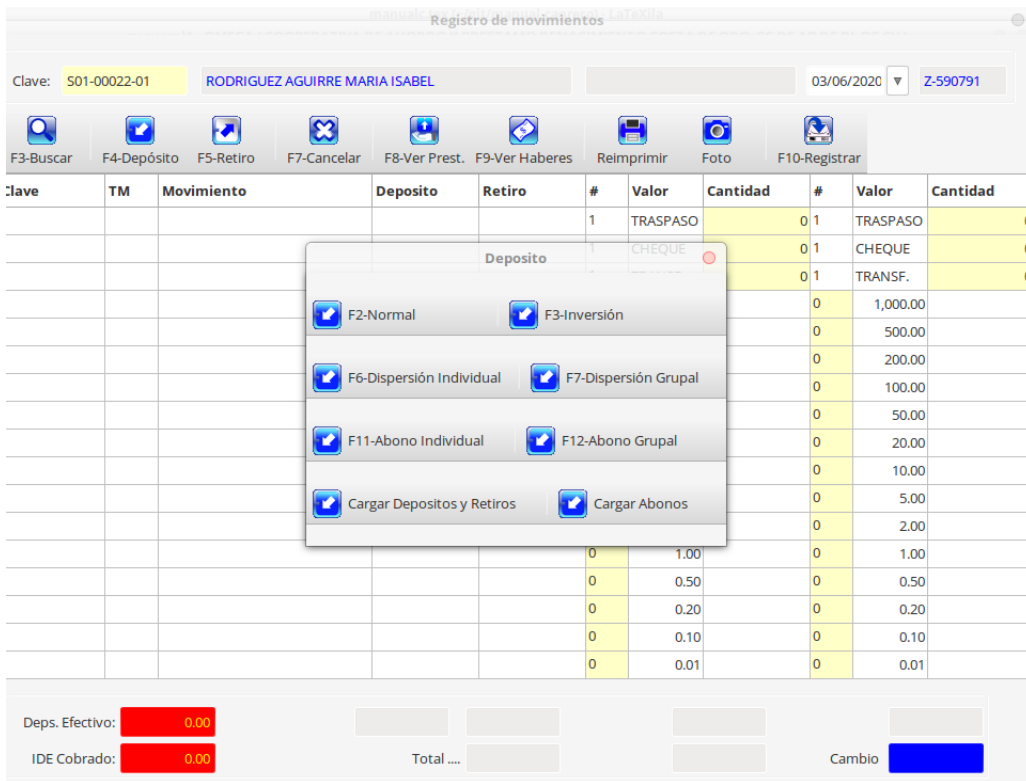 Registro de movimientos
Clave: S01-00022-01 RODRIGUEZ AGUIRRE MARIA ISABEL 03/06/2020 Z-590791
F3-Buscar F4-Depósito F5-Retiro F7-Cancelar F8-Ver Prest. F9-Ver Haberes Reimprimir Foto F10-Registrar
Clave TM Movimiento Deposito Retiro # Valor Cantidad # Valor Cantidad
1 TRASPASO 0 1 TRASPASO
1 CHEQUE 0 1 CHEQUE
0 1 TRANSF.
0 1,000.00
0 500.00
0 200.00
0 100.00
0 50.00
0 20.00
0 10.00
0 5.00
0 2.00
0 1.00 0 1.00
0 0.50 0 0.50
0 0.20 0 0.20
0 0.10 0 0.10
0 0.01 0 0.01
Deposito
F2-Normal F3-Inversión
F6-Dispersión Individual F7-Dispersión Grupal
F11-Abono Individual F12-Abono Grupal
Cargar Depositos y Retiros Cargar Abonos
Deps. Efectivo: 0.00
IDE Cobrado: 0.00 Total .... Cambio